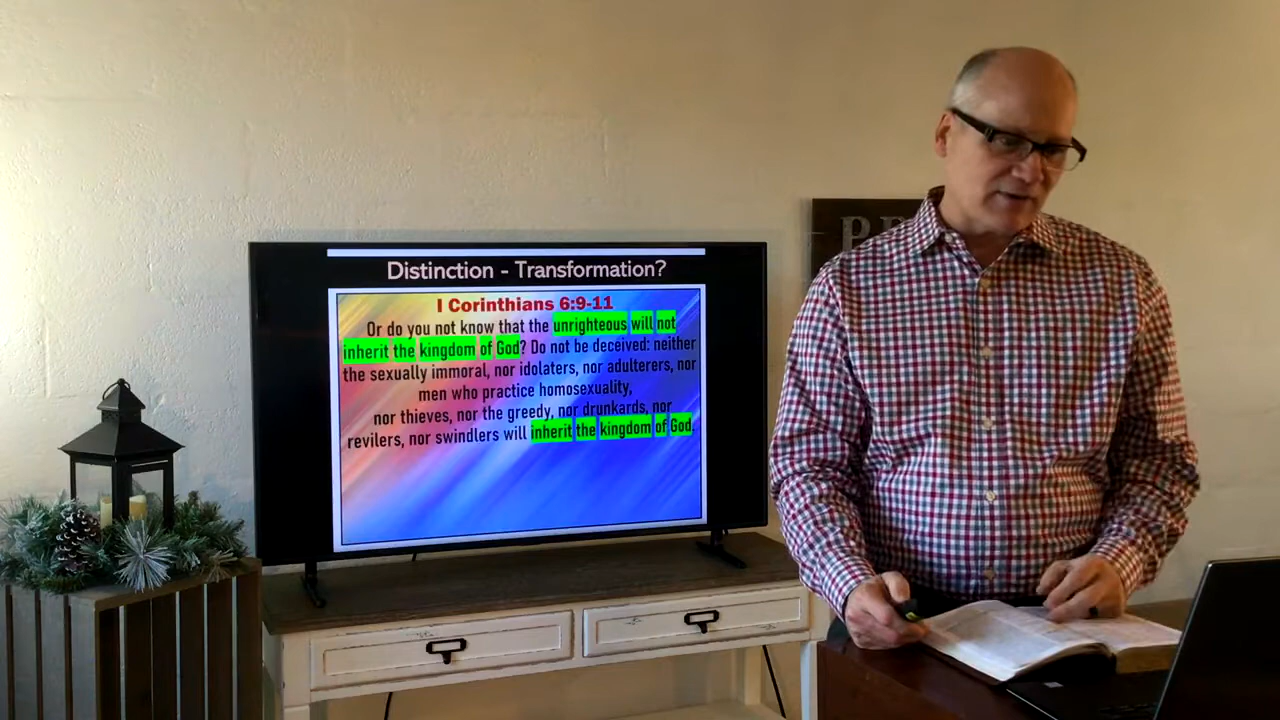 Distinction - Transformation?
I Corinthians 6:9-11
Or do you not know that the unrighteous will not
inherit the kingdom of God? Do not be deceived: neither
the sexually immoral, nor idolaters, nor adulterers, nor
men who practice homosexuality,
nor thieves, nor the greedy, nor drunkards, nor
revilers, nor swindlers will inherit the kingdom of God.